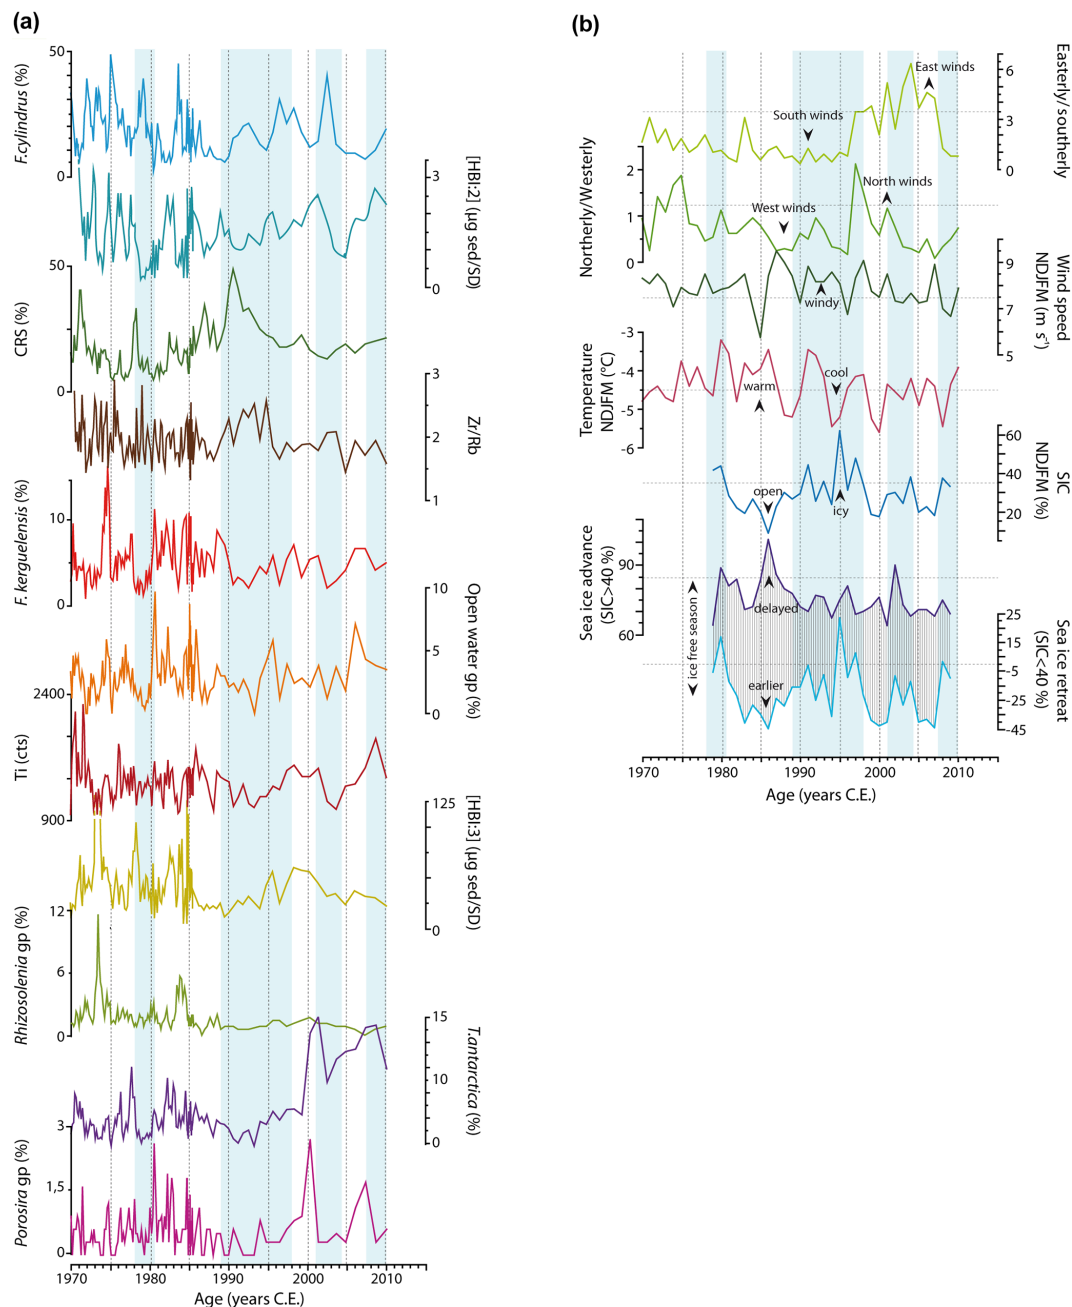 (a)
50
0
F.cylindrus (%)
3
2
1
0
[HBI:2] (µg sed/SD)
50
0
CRS (%)
3
2
1
Zr/Rb
10
0
F. kerguelensis (%)
10
5
0
Open water gp (%)
2400
900
Ti (cts)
125
0
[HBI:3] (µg sed/SD)
12
6
0
Rhizosolenia gp (%)
15
10
0
T.antarctica (%)
3
1,5
0
Porosira gp (%)
1970 1980 1990 2000 2010
Age (years C.E.)
(b)
6
3
0
Easterly/southerly
East winds
South winds
2
1
0
Northerly/Westerly
North winds
West winds
9
7
5
Wind speed
NDJFM (m s⁻¹)
windy
-3
-4
-5
-6
Temperature
NDJFM (°C)
cool
warm
60
40
20
SIC
NDJFM (%)
open
icy
90
60
Sea ice advance
(SIC>40 %)
ice free season
delayed
earlier
25
15
-5
-25
-45
Sea ice retreat
(SIC<40 %)
1970 1980 1990 2000 2010
Age (years C.E.)